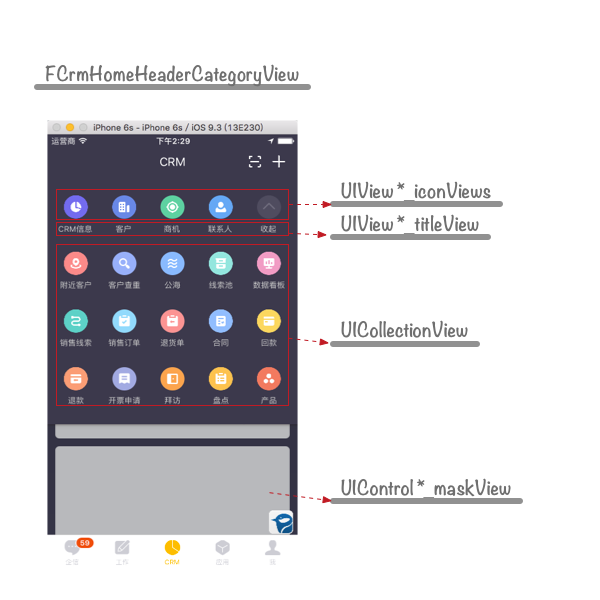 FCrmHomeHeaderCategoryView
iPhone 6s - iPhone 6s / iOS 9.3 (13E230)
运营商 下午2:29
CRM
CRM信息 客户 商机 联系人 收起
UIView *_iconViews
UIView *_titleView
附近客户 客户查重 公海 线索池 数据看板
销售线索 销售订单 退货单 合同 回款
UICollectionView
退款 开票申请 拜访 盘点 产品
UIControl *_maskView
59
企信 工作 CRM 应用 我